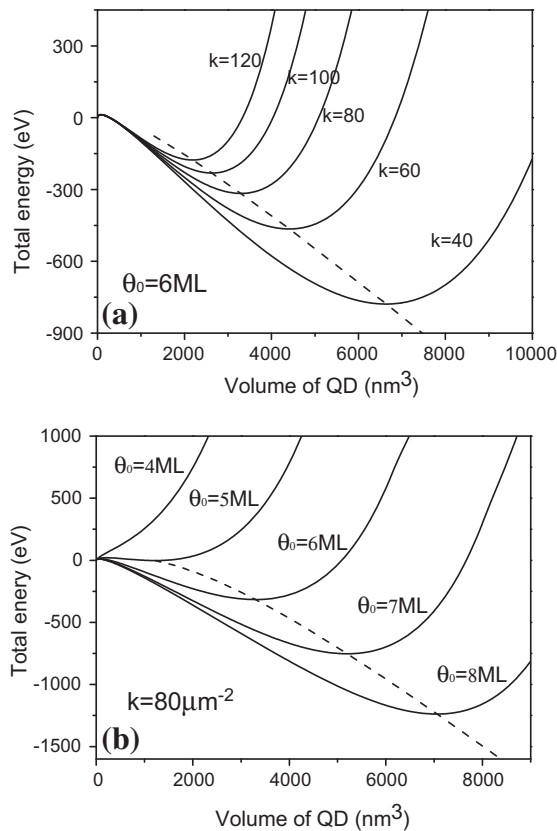 450
300
0
-300
-600
-900
Total energy (eV)
k=120
k=100
k=80
k=60
k=40
θ₀=6ML
(a)
0 2000 4000 6000 8000 10000
Volume of QD (nm³)
1000
500
0
-500
-1000
-1500
Total enery (eV)
θ₀=4ML
θ₀=5ML
θ₀=6ML
θ₀=7ML
θ₀=8ML
k=80μm⁻²
(b)
0 2000 4000 6000 8000
Volume of QD (nm³)